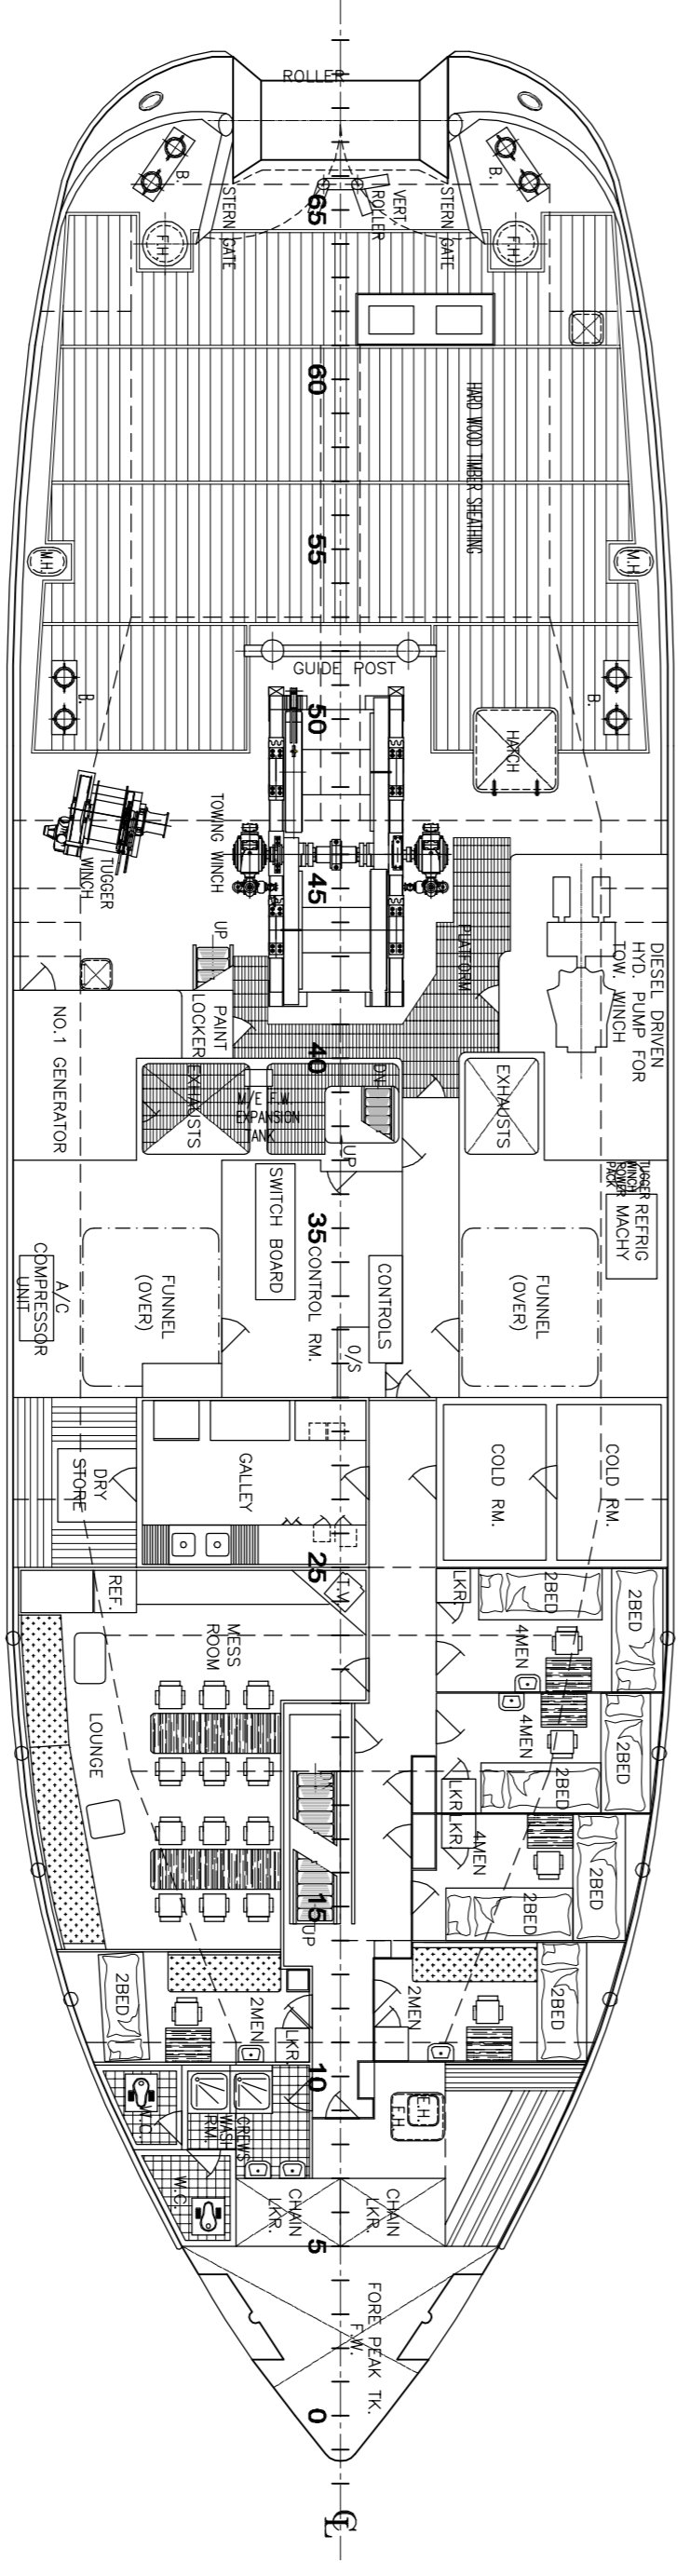 ROLLER
B.
B.
STERN GATE
65
VERT
ROLLER
STERN GATE
F.H
F.H
60
HARD WOOD TIMBER SHEATHING
55
M.H.
M.H
GUIDE POST
B.
B.
50
HATCH
TUGGER
WINCH
TOWING WINCH
45
UP
PLATFORM
DIESEL DRIVEN
HYD. PUMP FOR
TOW. WINCH
NO.1 GENERATOR
PAINT
LOCKER
40
EXHAUSTS
M/E F.W.
EXPANSION
TANK
DN
EXHAUSTS
UP
TUGGER
WINCH
POWER
PACK
REFRIG
MACHY
SWITCH BOARD
35
CONTROL RM.
CONTROLS
A/C
COMPRESSOR
UNIT
FUNNEL
(OVER)
FUNNEL
(OVER)
O/S
DRY
STORE
GALLEY
COLD RM.
COLD RM.
25
REF.
T.V.
LKR.
2BED
2BED
MESS
ROOM
4MEN
LOUNGE
4MEN
2BED
2BED
LKR.
LKR.
4MEN
2BED
2BED
15
UP
2BED
2MEN
LKR.
2MEN
2BED
10
W.C.
CREWS
WASH
RM.
E.H.
F.H.
W.C.
CHAIN
LKR.
CHAIN
LKR.
5
FORE PEAK TK.
F.W.
0
CL